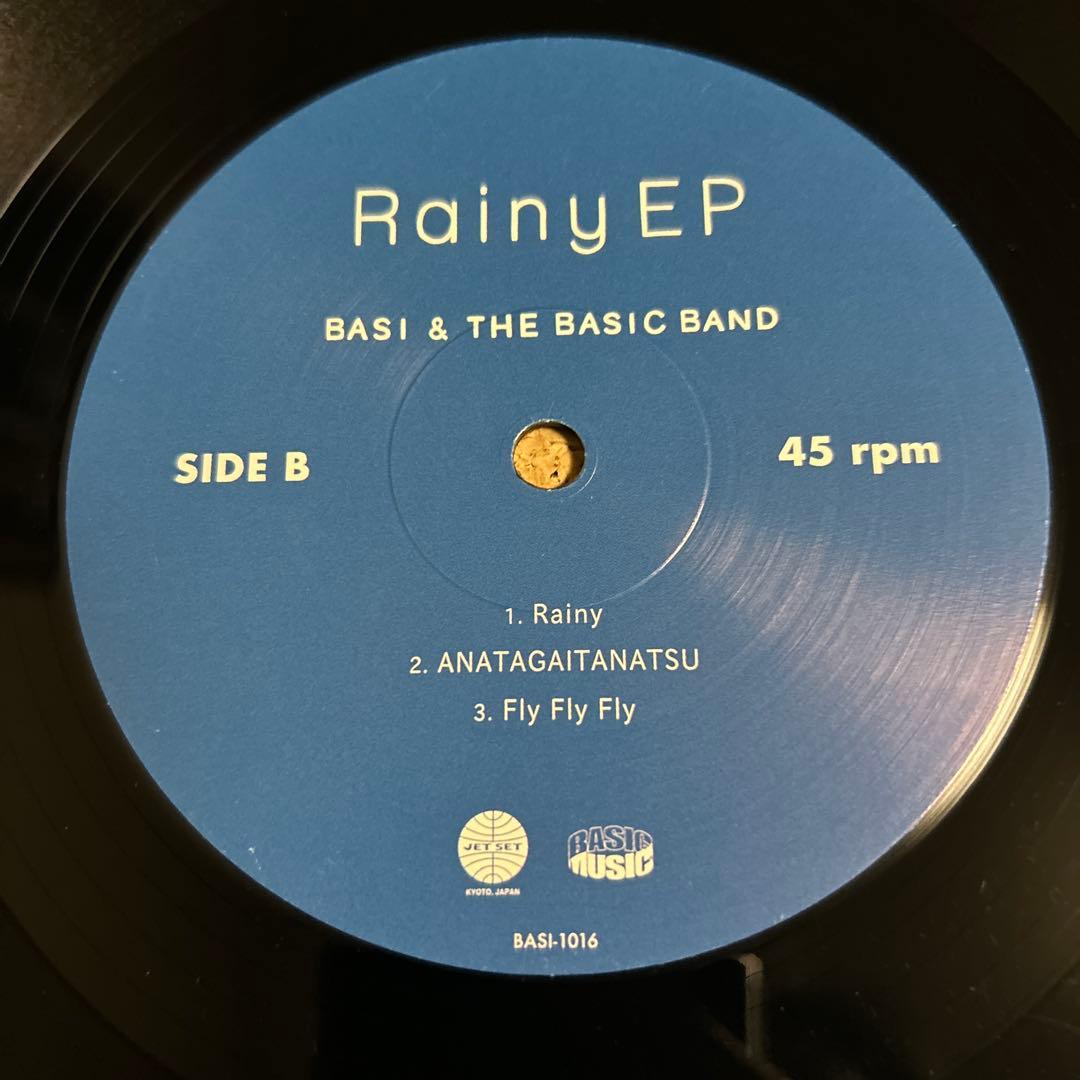 Rainy EP
BASI & THE BASIC BAND
SIDE B
45 rpm
1. Rainy
2. ANATAGAITANATSU
3. Fly Fly Fly
JET SET
KYOTO, JAPAN
BASIC
MUSIC
BASI-1016